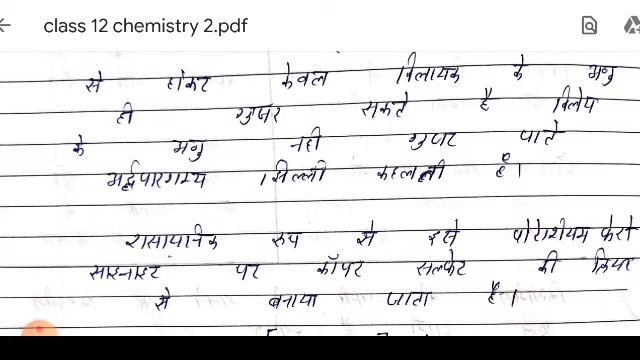 class 12 chemistry 2.pdf
से होकर केवल विलायक के अणु
ही गुजर सकते है विलेय
के अणु नही गुजर पाते
अर्द्धपारगम्य झिल्ली कहलाती है।
रासायनिक रूप से इसे पोटेशियम फेरो
साइनाइड पर कॉपर सल्फेट की क्रिया
से बनाया जाता है।